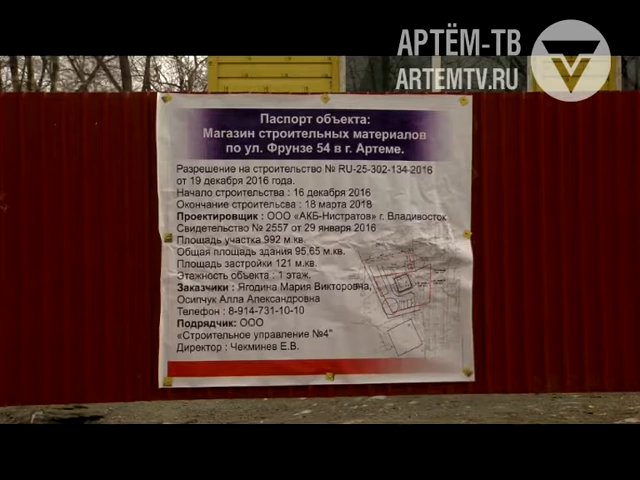 АРТЁМ-ТВ
ARTEMTV.RU
Паспорт объекта:
Магазин строительных материалов
по ул. Фрунзе 54 в г. Артеме.
Разрешение на строительство № RU-25-302-134-2016
от 19 декабря 2016 года.
Начало строительства : 16 декабря 2016
Окончание строительсва : 18 марта 2018
Проектировщик : ООО «АКБ-Нистратов» г. Владивосток
Свидетельство № 2557 от 29 января 2016
Площадь участка 992 м.кв.
Общая площадь здания 95,65 м.кв.
Площадь застройки 121 м.кв.
Этажность объекта : 1 этаж.
Заказчики : Ягодина Мария Викторовна,
Осипчук Алла Александровна
Телефон : 8-914-731-10-10
Подрядчик: ООО
«Строительное управление №4"
Директор : Чекминев Е.В.